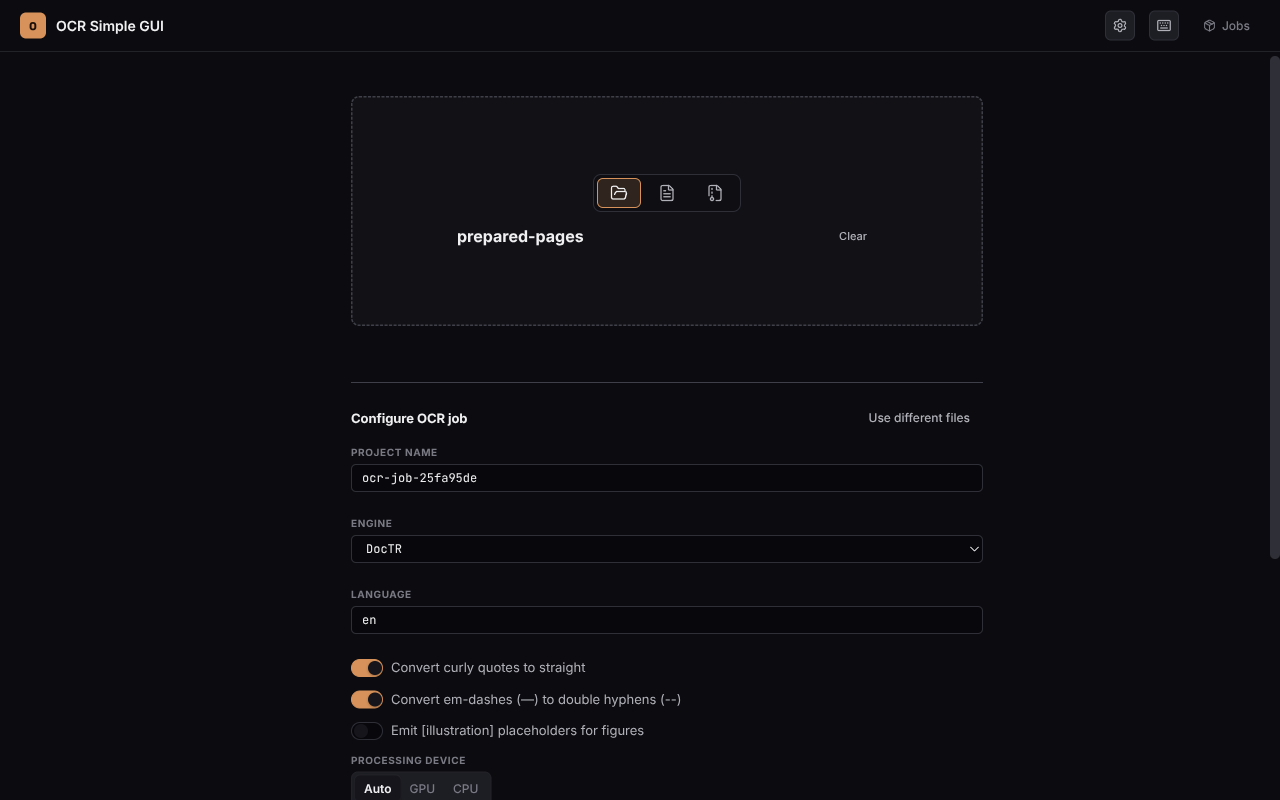 O OCR Simple GUI Jobs
prepared-pages Clear
Configure OCR job Use different files
PROJECT NAME
ocr-job-25fa95de
ENGINE
DocTR
LANGUAGE
en
Convert curly quotes to straight
Convert em-dashes (—) to double hyphens (--)
Emit [illustration] placeholders for figures
PROCESSING DEVICE
Auto GPU CPU